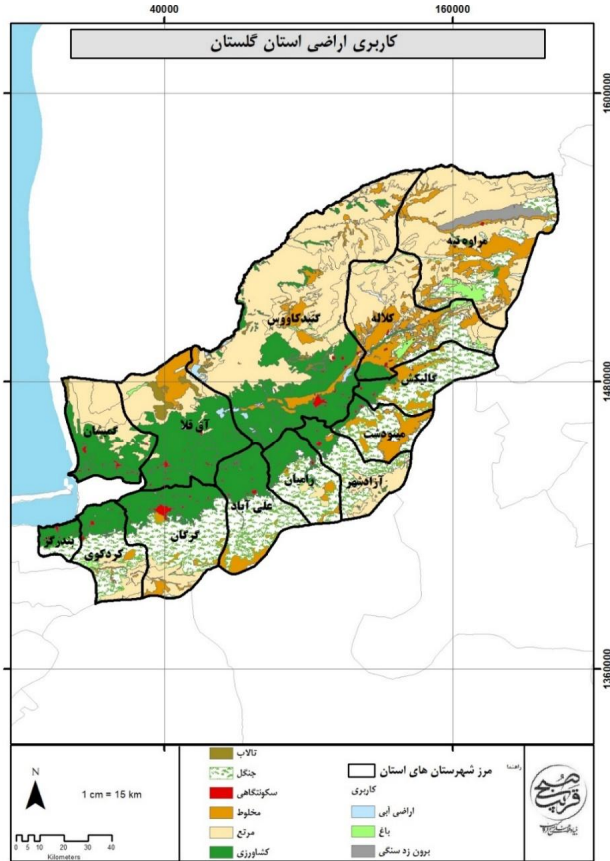 40000
160000
کاربری اراضی استان گلستان
1600000
مراوه تپه
گنبدکاووس
کلاله
1480000
گالیکش
گمیشان
آق قلا
مینودشت
رامیان
آزادشهر
علی آباد
گرگان
بندرگز
کردکوی
1360000
راهنما
مرز شهرستان های استان
کاربری
اراضی آبی
باغ
برون زد سنگی
تالاب
جنگل
سکونتگاهی
مخلوط
مرتع
کشاورزی
N
1 cm = 15 km
0 5 10 20 30 40
Kilometers